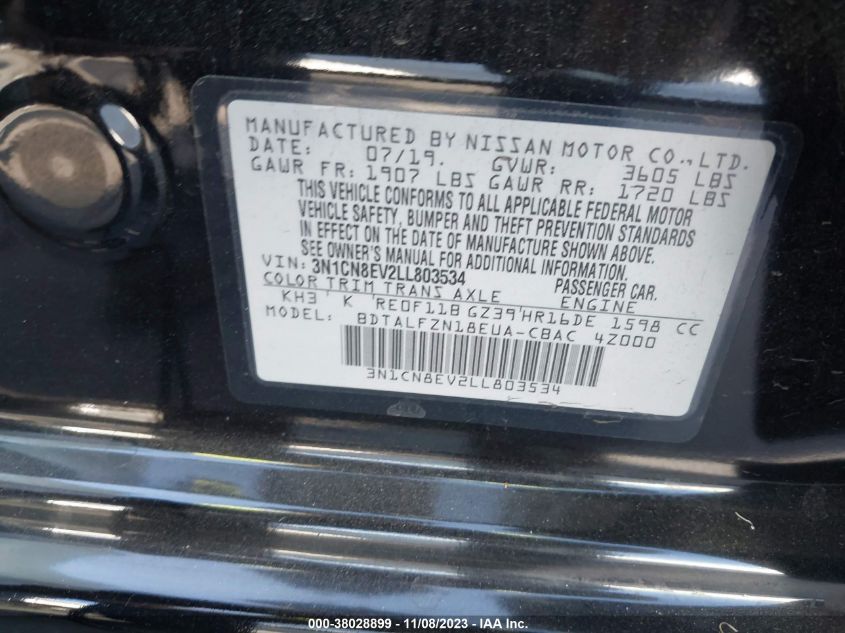 MANUFACTURED BY NISSAN MOTOR CO.,LTD.
DATE: 07/19. GVWR: 3605 LBS
GAWR FR: 1907 LBS GAWR RR: 1720 LBS
THIS VEHICLE CONFORMS TO ALL APPLICABLE FEDERAL MOTOR
VEHICLE SAFETY, BUMPER AND THEFT PREVENTION STANDARDS
IN EFFECT ON THE DATE OF MANUFACTURE SHOWN ABOVE.
SEE OWNER'S MANUAL FOR ADDITIONAL INFORMATION.
VIN: 3N1CN8EV2LL803534 PASSENGER CAR.
COLOR TRIM TRANS AXLE ENGINE
KH3 ' K 'RE0F11B GZ39'HR16DE 1598 CC
MODEL: BDTALFZN18EUA-CBAC 4Z000
3N1CN8EV2LL803534
000-38028899 - 11/08/2023 - IAA Inc.